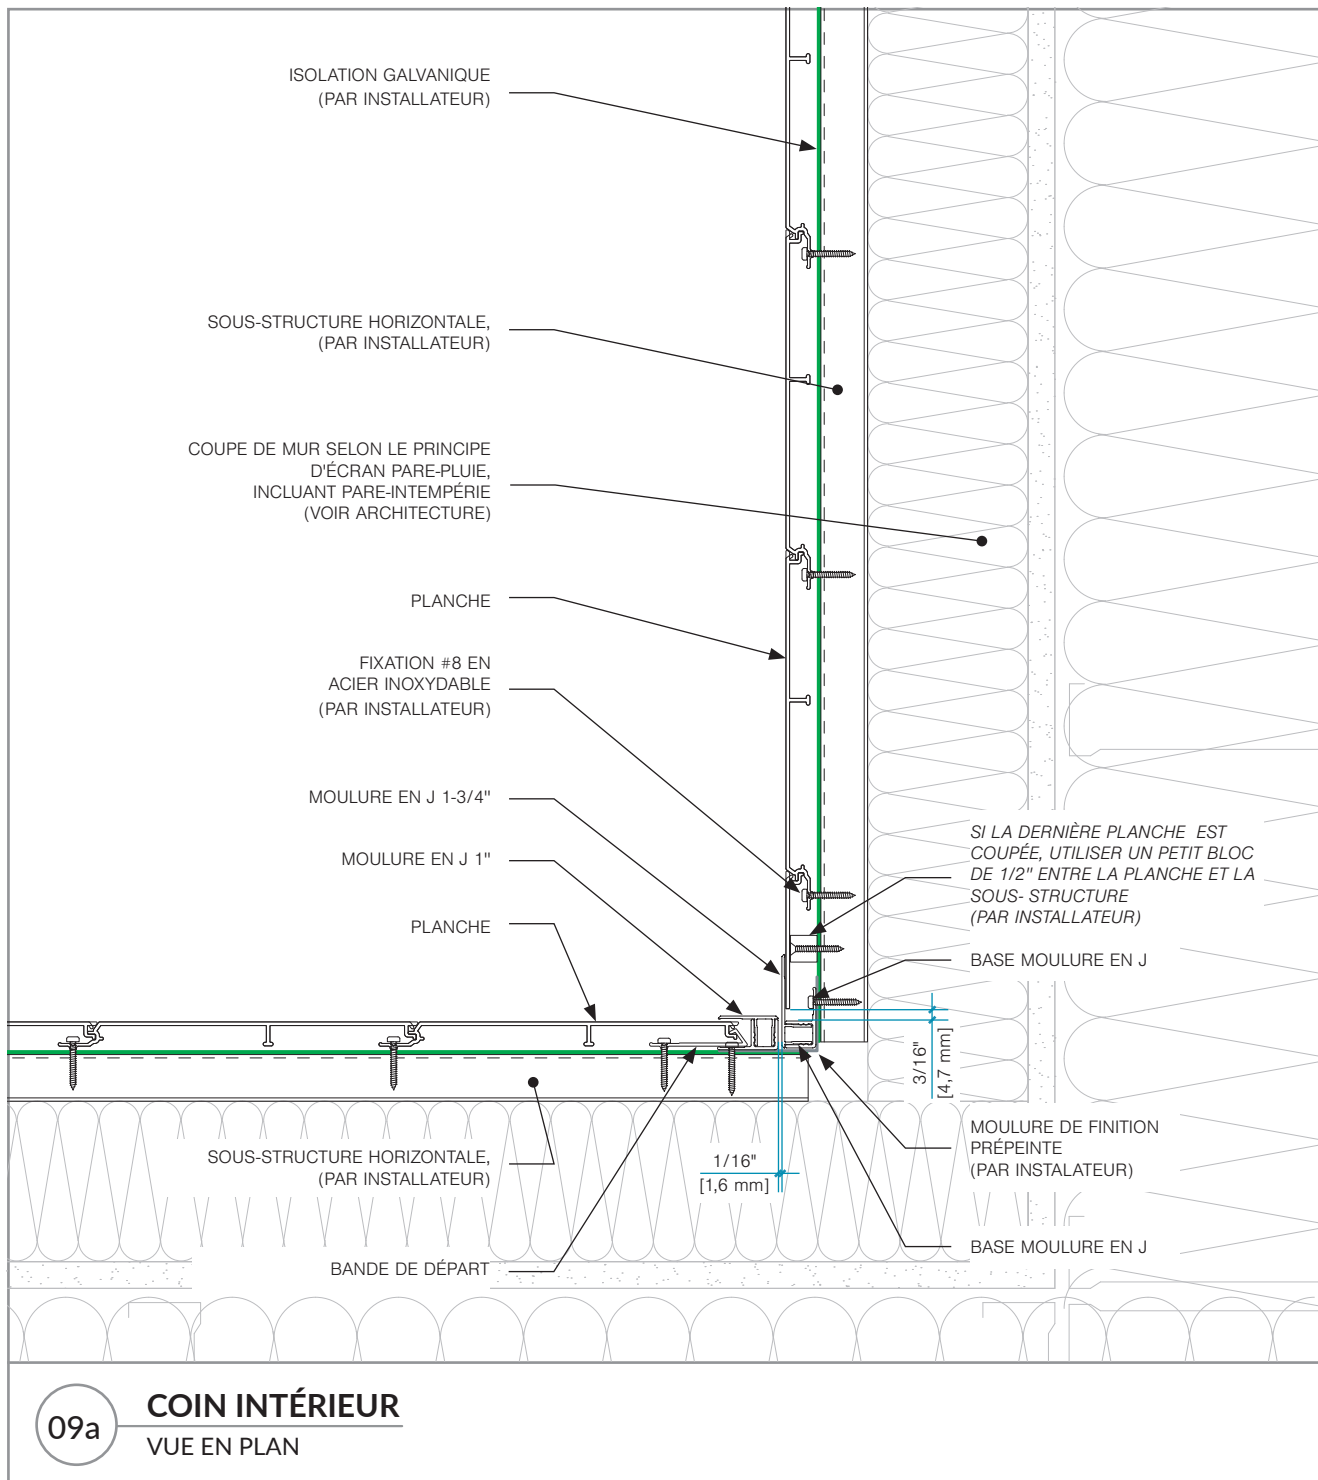 ISOLATION GALVANIQUE
(PAR INSTALLATEUR)
SOUS-STRUCTURE HORIZONTALE,
(PAR INSTALLATEUR)
COUPE DE MUR SELON LE PRINCIPE
D'ÉCRAN PARE-PLUIE,
INCLUANT PARE-INTEMPÉRIE
(VOIR ARCHITECTURE)
PLANCHE
FIXATION #8 EN
ACIER INOXYDABLE
(PAR INSTALLATEUR)
MOULURE EN J 1-3/4"
MOULURE EN J 1"
PLANCHE
SI LA DERNIÈRE PLANCHE EST
COUPÉE, UTILISER UN PETIT BLOC
DE 1/2" ENTRE LA PLANCHE ET LA
SOUS- STRUCTURE
(PAR INSTALLATEUR)
BASE MOULURE EN J
3/16"
[4,7 mm]
MOULURE DE FINITION
PRÉPEINTE
(PAR INSTALATEUR)
1/16"
[1,6 mm]
SOUS-STRUCTURE HORIZONTALE,
(PAR INSTALLATEUR)
BASE MOULURE EN J
BANDE DE DÉPART
09a
COIN INTÉRIEUR
VUE EN PLAN